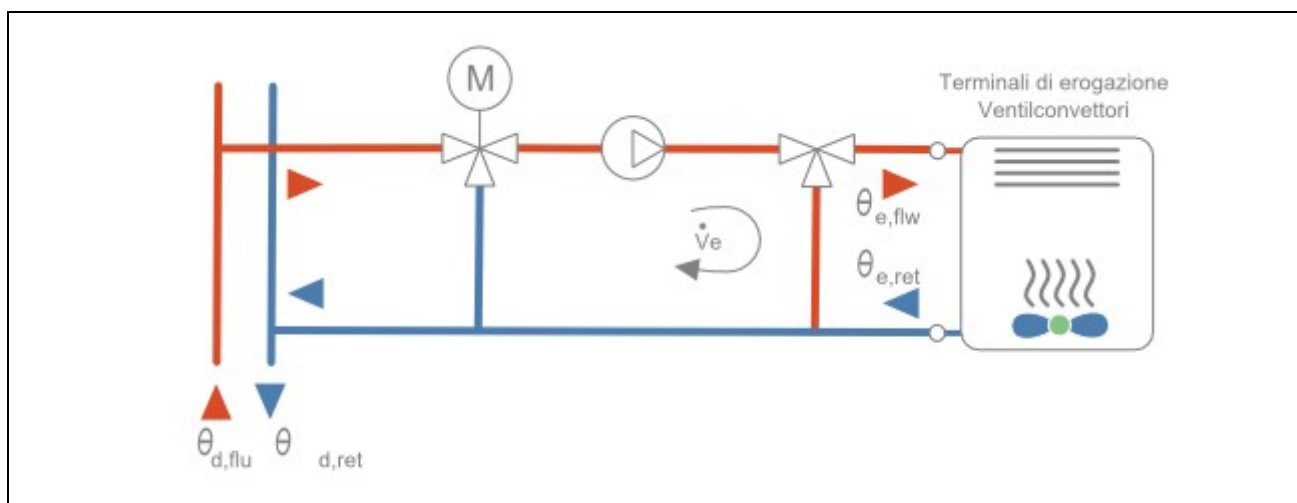 M
Terminali di erogazione
Ventilconvettori
θe,flw
V̇e
θe,ret
θd,flu θ d,ret